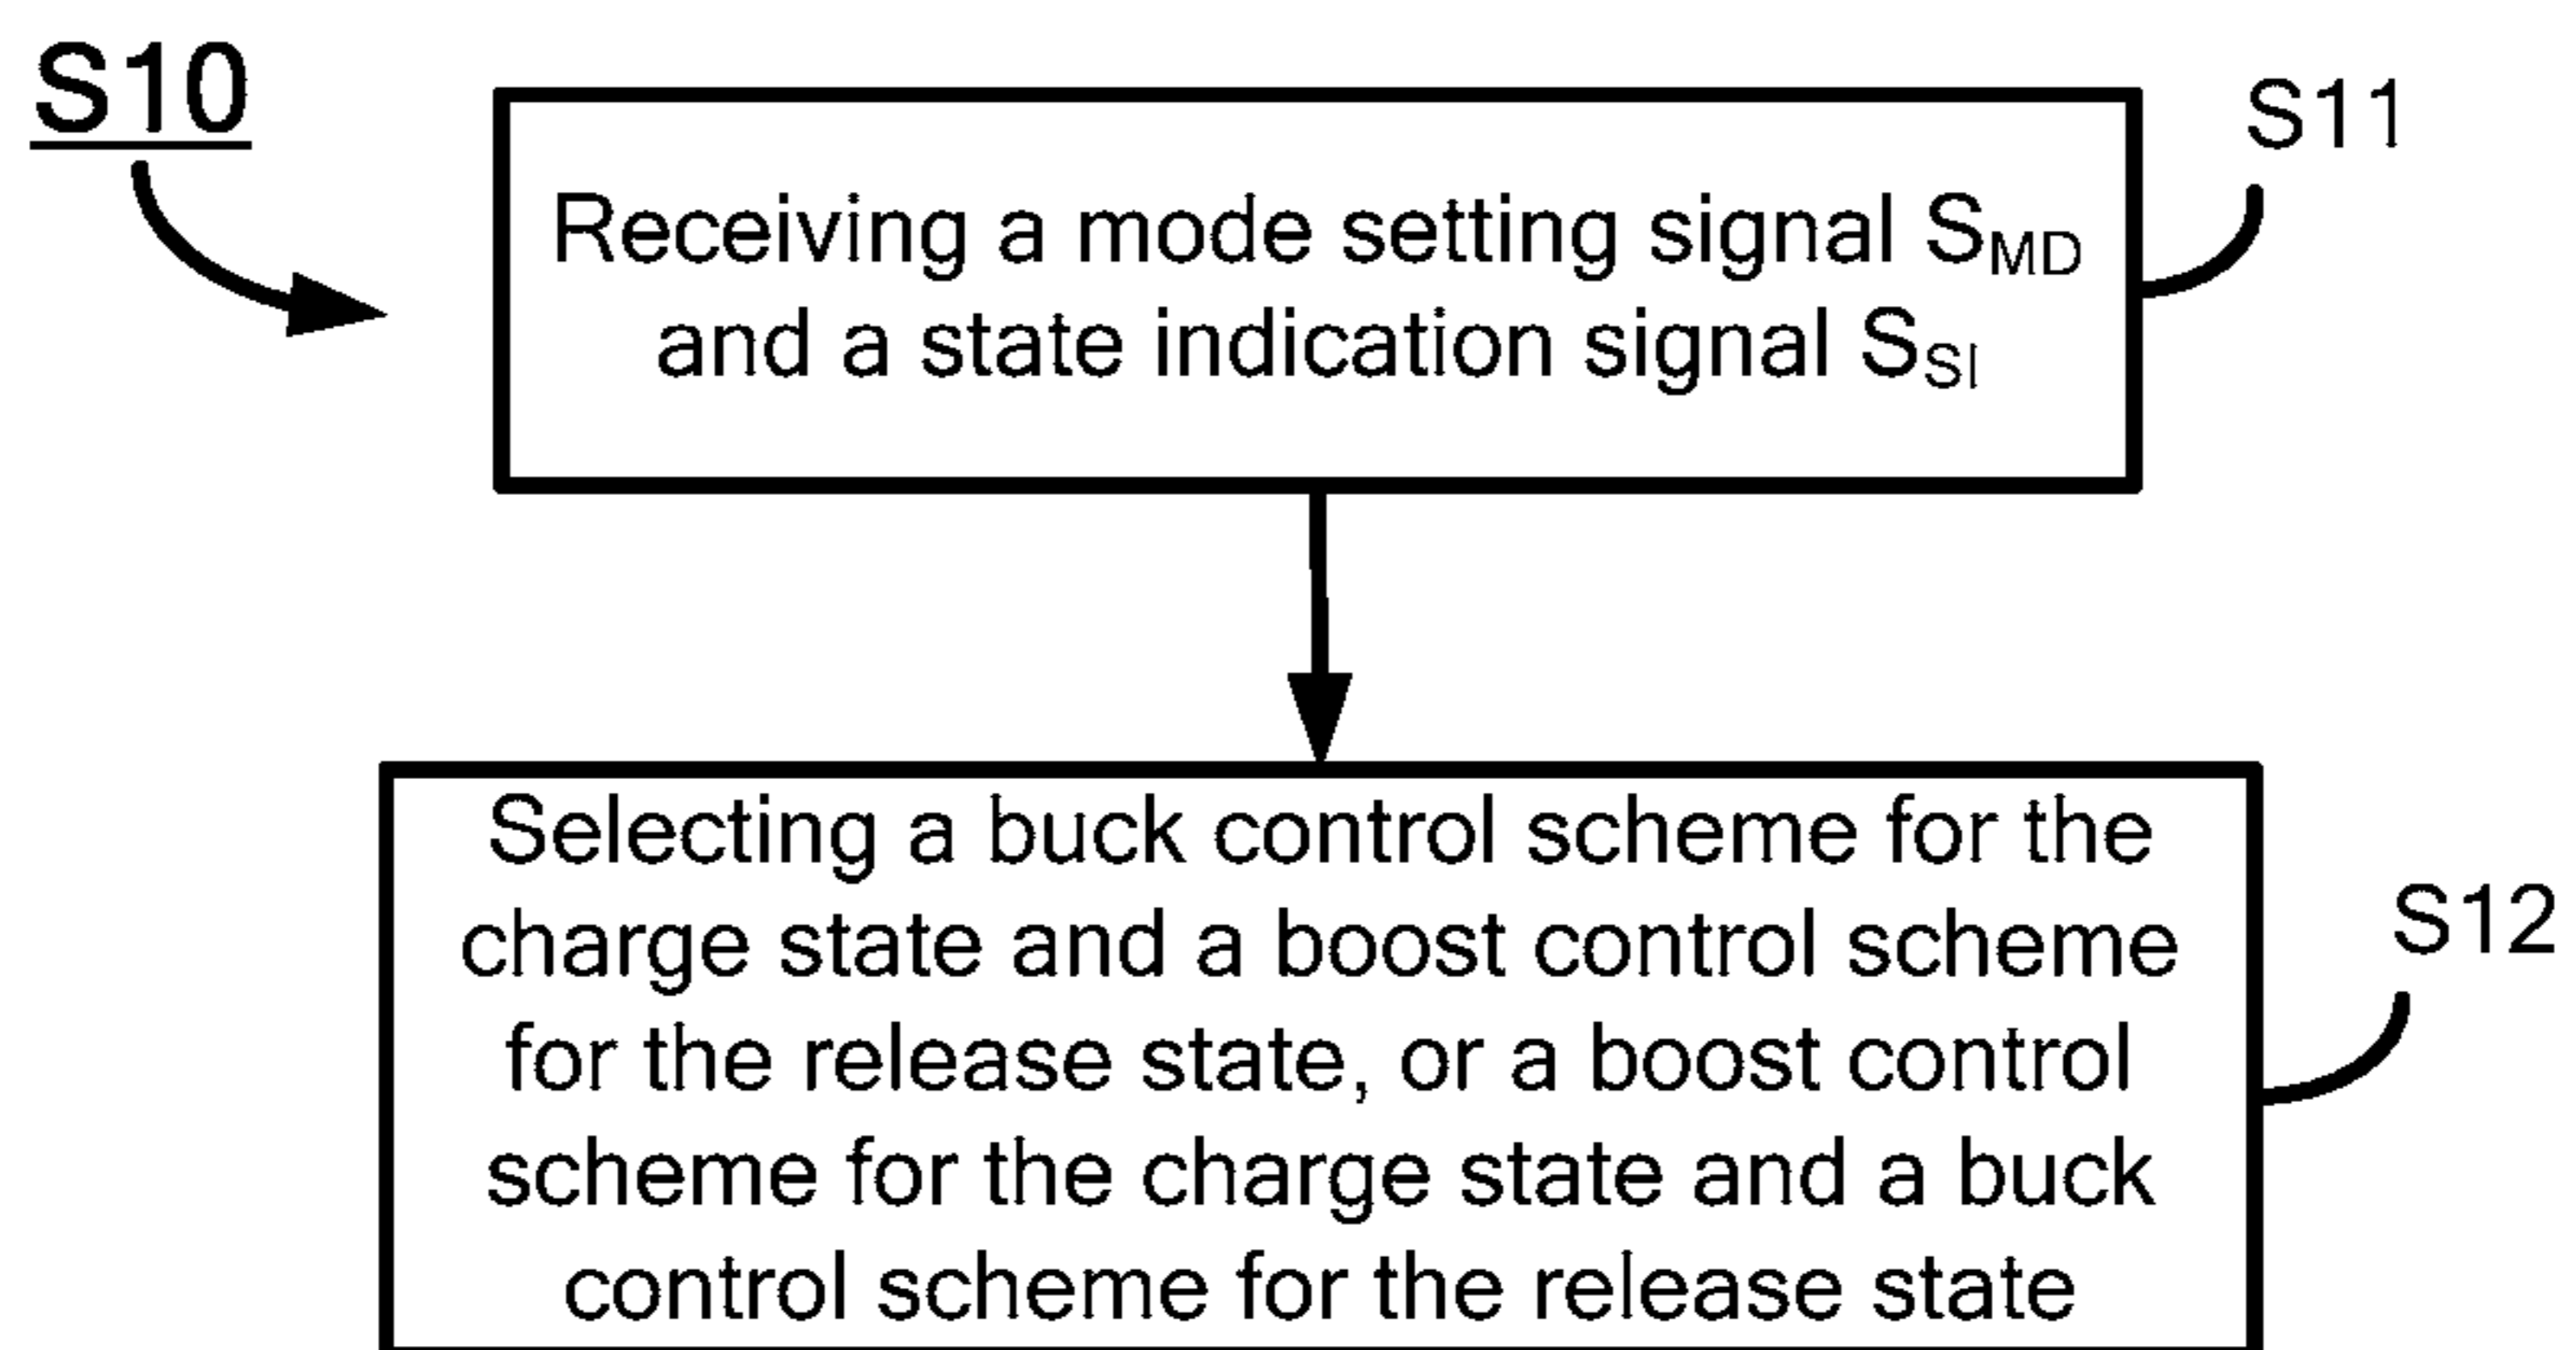 S10
S11
Receiving a mode setting signal S_MD
and a state indication signal S_SI
Selecting a buck control scheme for the
charge state and a boost control scheme
for the release state, or a boost control
scheme for the charge state and a buck
control scheme for the release state
S12